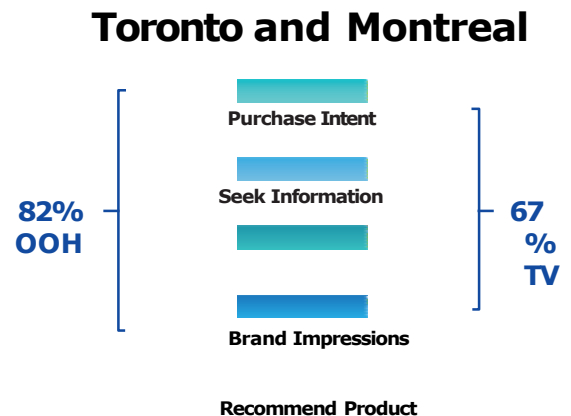 Toronto and Montreal
Purchase Intent
Seek Information
82%
OOH
67
%
TV
Brand Impressions
Recommend Product